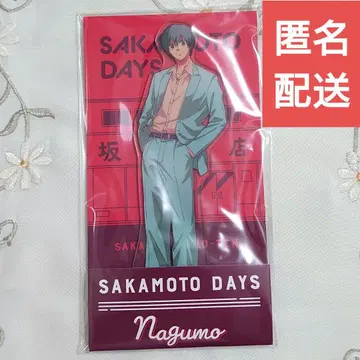 匿名
配送
SAKAMOTO
DAYS
坂 店
SAKAMOTO DAYS
Nagumo